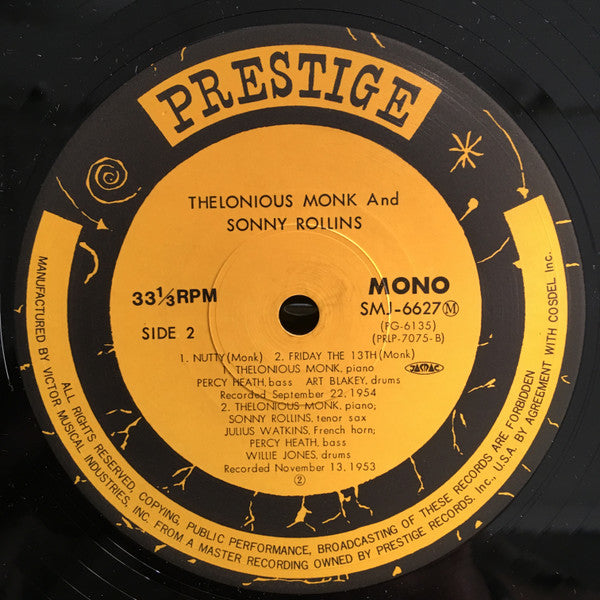 PRESTIGE
THELONIOUS MONK And
SONNY ROLLINS
33⅓RPM
SIDE 2
MONO
SMJ-6627Ⓜ
(PG-6135)
(PRLP-7075-B)
1. NUTTY (Monk) 2. FRIDAY THE 13TH (Monk)
1. THELONIOUS MONK, piano
PERCY HEATH, bass ART BLAKEY, drums
Recorded September 22, 1954
2. THELONIOUS MONK, piano;
SONNY ROLLINS, tenor sax
JULIUS WATKINS, French horn;
PERCY HEATH, bass
WILLIE JONES, drums
Recorded November 13, 1953
②
JASRAC
MANUFACTURED BY VICTOR MUSICAL INDUSTRIES, INC. FROM A MASTER RECORDING OWNED BY PRESTIGE RECORDS, Inc., U.S.A. BY AGREEMENT WITH COSDEL Inc.
ALL RIGHTS RESERVED, COPYING, PUBLIC PERFORMANCE, BROADCASTING OF THESE RECORDS ARE FORBIDDEN